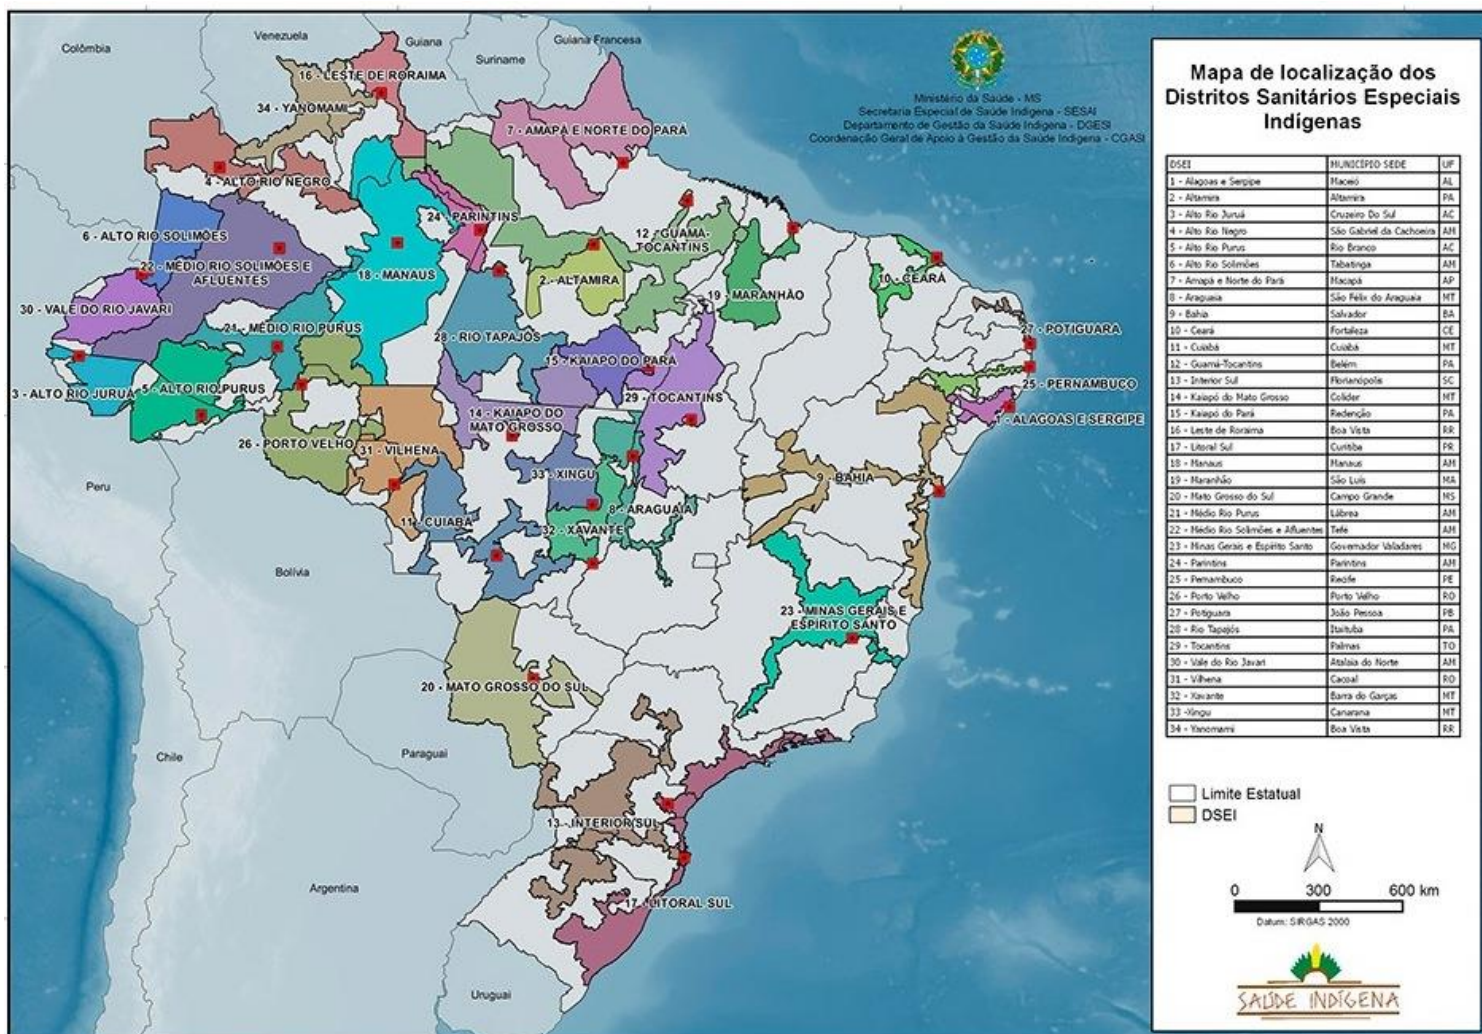 Colômbia
Venezuela
Guiana
Suriname
Guiana Francesa
Peru
Bolívia
Chile
Paraguai
Argentina
Uruguai
16 - LESTE DE RORAIMA
34 - YANOMAMI
7 - AMAPÁ E NORTE DO PARÁ
4 - ALTO RIO NEGRO
24 - PARINTINS
6 - ALTO RIO SOLIMÕES
12 - GUAMÁ-
TOCANTINS
22 - MÉDIO RIO SOLIMÕES E
AFLUENTES
18 - MANAUS
2 - ALTAMIRA
10 - CEARÁ
19 - MARANHÃO
30 - VALE DO RIO JAVARI
21 - MÉDIO RIO PURUS
28 - RIO TAPAJÓS
27 - POTIGUARA
15 - KAIAPO DO PARÁ
3 - ALTO RIO JURUÁ
5 - ALTO RIO PURUS
25 - PERNAMBUCO
29 - TOCANTINS
14 - KAIAPO DO
MATO GROSSO
1 - ALAGOAS E SERGIPE
26 - PORTO VELHO
31 - VILHENA
33 - XINGU
9 - BAHIA
8 - ARAGUAIA
11 - CUIABÁ
32 - XAVANTE
23 - MINAS GERAIS E
ESPÍRITO SANTO
20 - MATO GROSSO DO SUL
13 - INTERIOR SUL
17 - LITORAL SUL
Ministério da Saúde - MS
Secretaria Especial de Saúde Indígena - SESAI
Departamento de Gestão da Saúde Indígena - DGESI
Coordenação Geral de Apoio à Gestão da Saúde Indígena - CGASI
Mapa de localização dos
Distritos Sanitários Especiais
Indígenas
DSEI MUNICÍPIO SEDE UF
1 - Alagoas e Sergipe Maceió AL
2 - Altamira Altamira PA
3 - Alto Rio Juruá Cruzeiro Do Sul AC
4 - Alto Rio Negro São Gabriel da Cachoeira AM
5 - Alto Rio Purus Rio Branco AC
6 - Alto Rio Solimões Tabatinga AM
7 - Amapá e Norte do Pará Macapá AP
8 - Araguaia São Félix do Araguaia MT
9 - Bahia Salvador BA
10 - Ceará Fortaleza CE
11 - Cuiabá Cuiabá MT
12 - Guamá-Tocantins Belém PA
13 - Interior Sul Florianópolis SC
14 - Kaiapó do Mato Grosso Colider MT
15 - Kaiapó do Pará Redenção PA
16 - Leste de Roraima Boa Vista RR
17 - Litoral Sul Curitiba PR
18 - Manaus Manaus AM
19 - Maranhão São Luís MA
20 - Mato Grosso do Sul Campo Grande MS
21 - Médio Rio Purus Lábrea AM
22 - Médio Rio Solimões e Afluentes Tefé AM
23 - Minas Gerais e Espírito Santo Governador Valadares MG
24 - Parintins Parintins AM
25 - Pernambuco Recife PE
26 - Porto Velho Porto Velho RO
27 - Potiguara João Pessoa PB
28 - Rio Tapajós Itaituba PA
29 - Tocantins Palmas TO
30 - Vale do Rio Javari Atalaia do Norte AM
31 - Vilhena Cacoal RO
32 - Xavante Barra do Garças MT
33 -Xingu Canarana MT
34 - Yanomami Boa Vista RR
Limite Estatual
DSEI
N
0 300 600 km
Datum: SIRGAS 2000
SAÚDE INDÍGENA